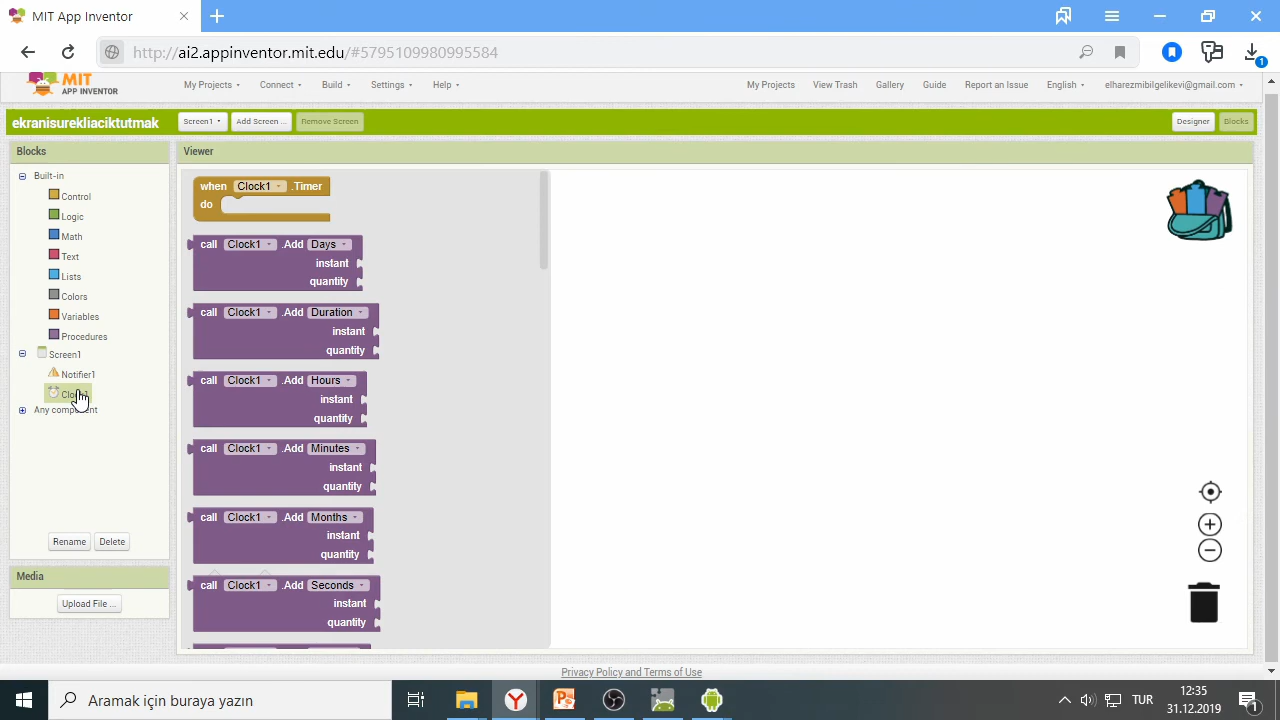 MIT App Inventor
http://ai2.appinventor.mit.edu/#5795109980995584
1
MIT
APP INVENTOR
My Projects
Connect
Build
Settings
Help
My Projects
View Trash
Gallery
Guide
Report an Issue
English
elharezmibilgelikevi@gmail.com
ekranisurekliaciktutmak
Screen1
Add Screen ...
Remove Screen
Designer
Blocks
Blocks
Viewer
Built-in
Control
Logic
Math
Text
Lists
Colors
Variables
Procedures
Screen1
Notifier1
Clock1
Any component
Rename
Delete
Media
Upload File ...
when Clock1 .Timer
do
call Clock1 .Add Days
instant
quantity
call Clock1 .Add Duration
instant
quantity
call Clock1 .Add Hours
instant
quantity
call Clock1 .Add Minutes
instant
quantity
call Clock1 .Add Months
instant
quantity
call Clock1 .Add Seconds
instant
quantity
Privacy Policy and Terms of Use
Aramak için buraya yazın
TUR
12:35
31.12.2019
1